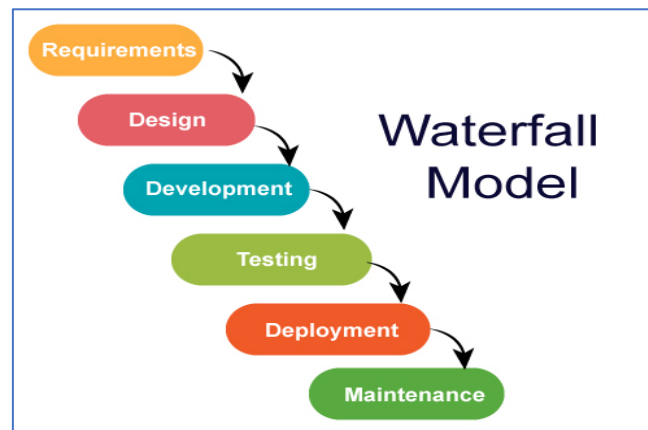 Requirements
Design
Waterfall
Model
Development
Testing
Deployment
Maintenance